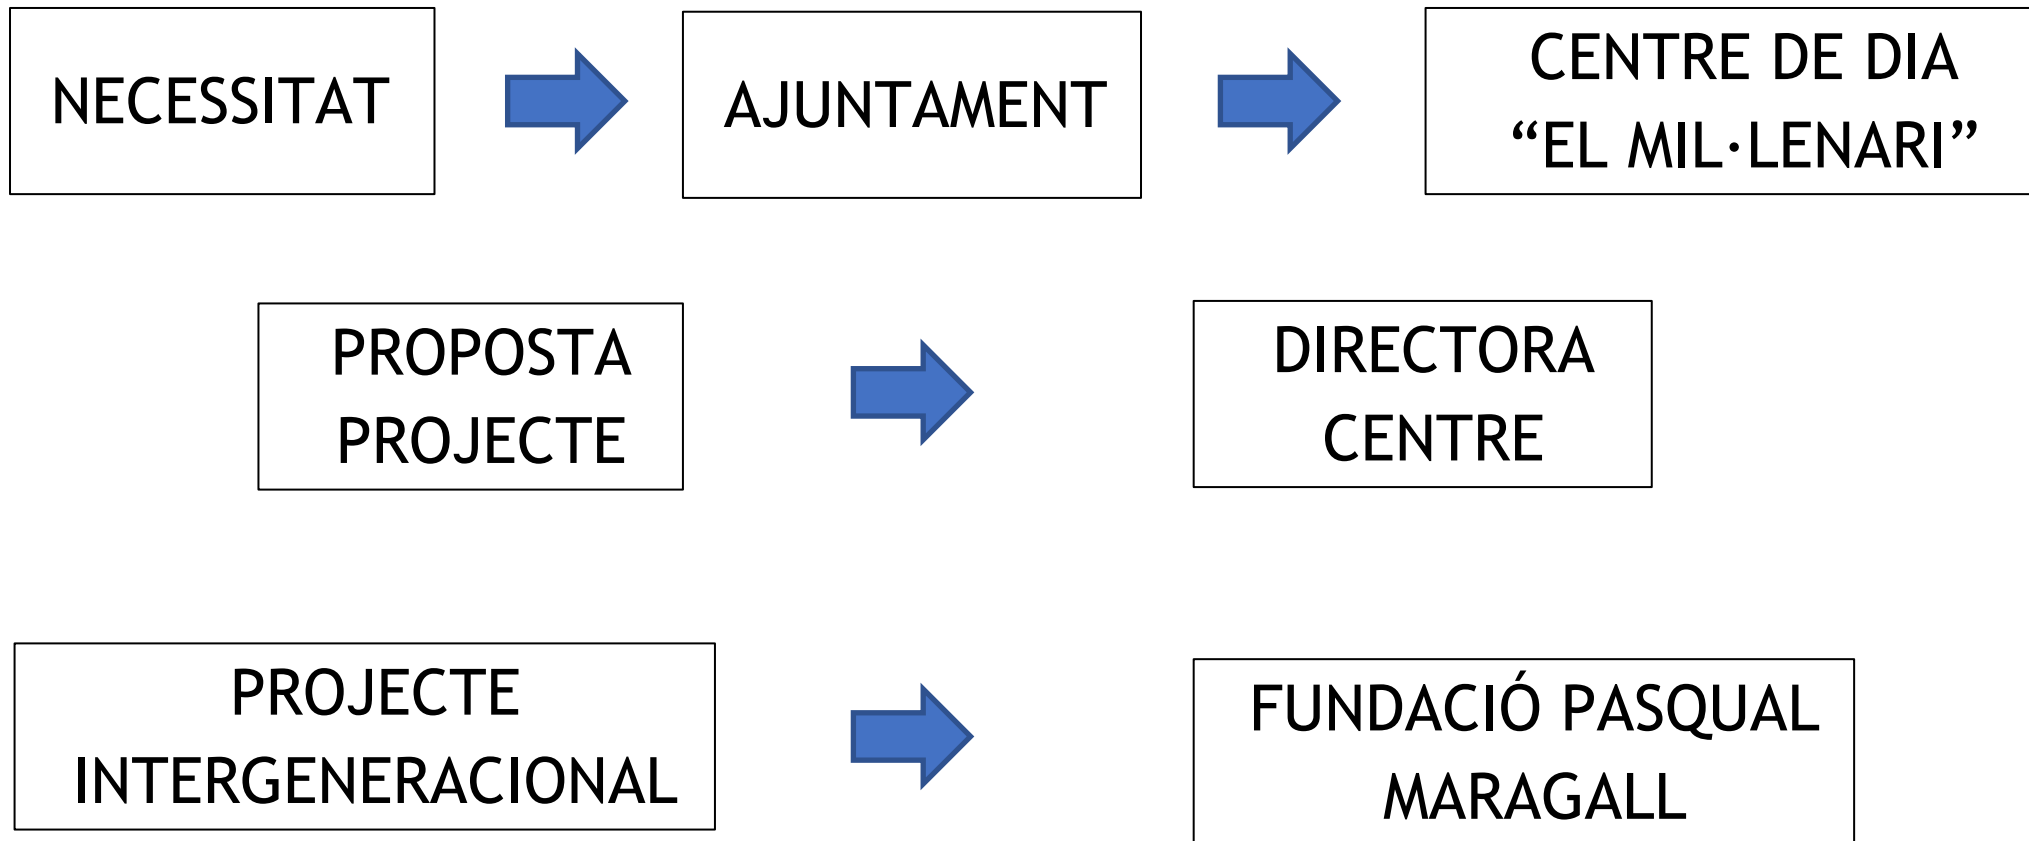 NECESSITAT
AJUNTAMENT
CENTRE DE DIA
“EL MIL·LENARI”
PROPOSTA
PROJECTE
DIRECTORA
CENTRE
PROJECTE
INTERGENERACIONAL
FUNDACIÓ PASQUAL
MARAGALL